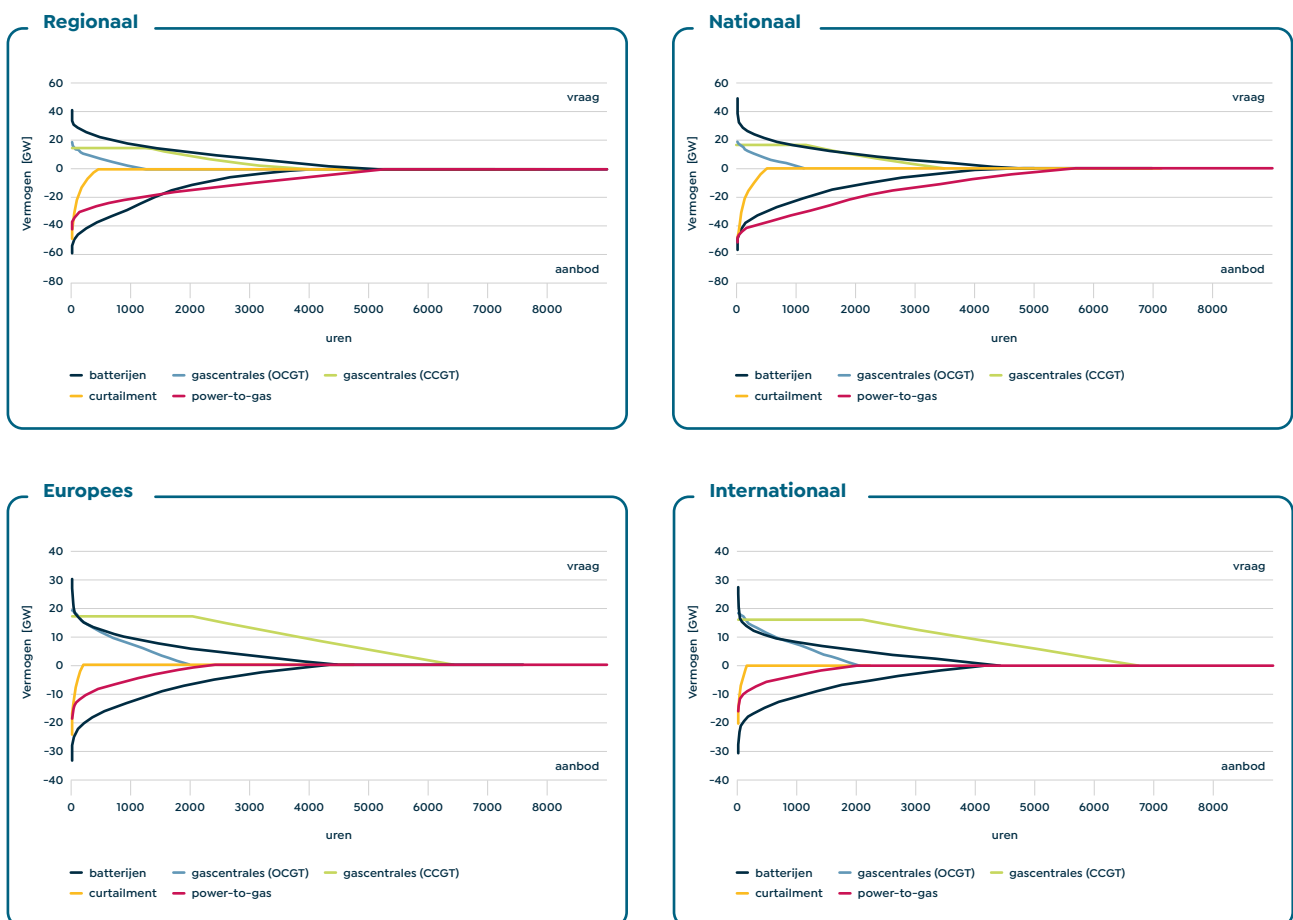 Regionaal
60
vraag
40
20
0
-20
-40
-60
aanbod
-80
Vermogen [GW]
0 1000 2000 3000 4000 5000 6000 7000 8000
uren
batterijen gascentrales (OCGT) gascentrales (CCGT)
curtailment power-to-gas
Nationaal
60
vraag
40
20
0
-20
-40
-60
aanbod
-80
Vermogen [GW]
0 1000 2000 3000 4000 5000 6000 7000 8000
uren
batterijen gascentrales (OCGT) gascentrales (CCGT)
curtailment power-to-gas
Europees
40
vraag
30
20
10
0
-10
-20
-30
aanbod
-40
Vermogen [GW]
0 1000 2000 3000 4000 5000 6000 7000 8000
uren
batterijen gascentrales (OCGT) gascentrales (CCGT)
curtailment power-to-gas
Internationaal
40
vraag
30
20
10
0
-10
-20
-30
aanbod
-40
Vermogen [GW]
0 1000 2000 3000 4000 5000 6000 7000 8000
uren
batterijen gascentrales (OCGT) gascentrales (CCGT)
curtailment power-to-gas